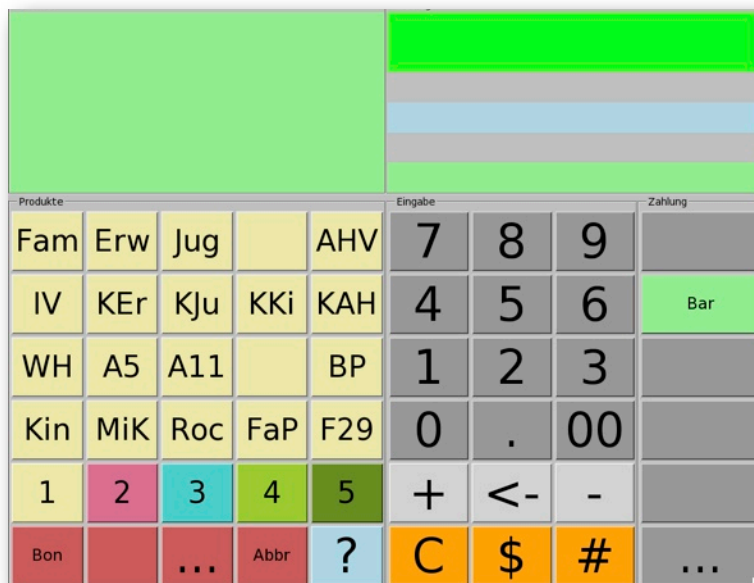 Produkte Eingabe Zahlung
Fam Erw Jug AHV 7 8 9
IV KEr KJu KKi KAH 4 5 6 Bar
WH A5 A11 BP 1 2 3
Kin MiK Roc FaP F29 0 . 00
1 2 3 4 5 + <- -
Bon ... Abbr ? C $ # ...